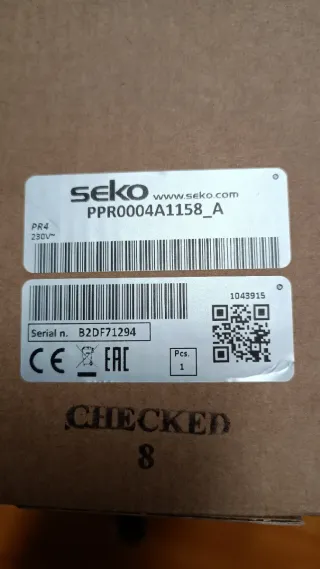 seko www.seko.com
PPR0004A1158_A
PR4
230V~
1043915
Serial n. B2DF71294
CE EAC Pcs.
1
CHECKED
8